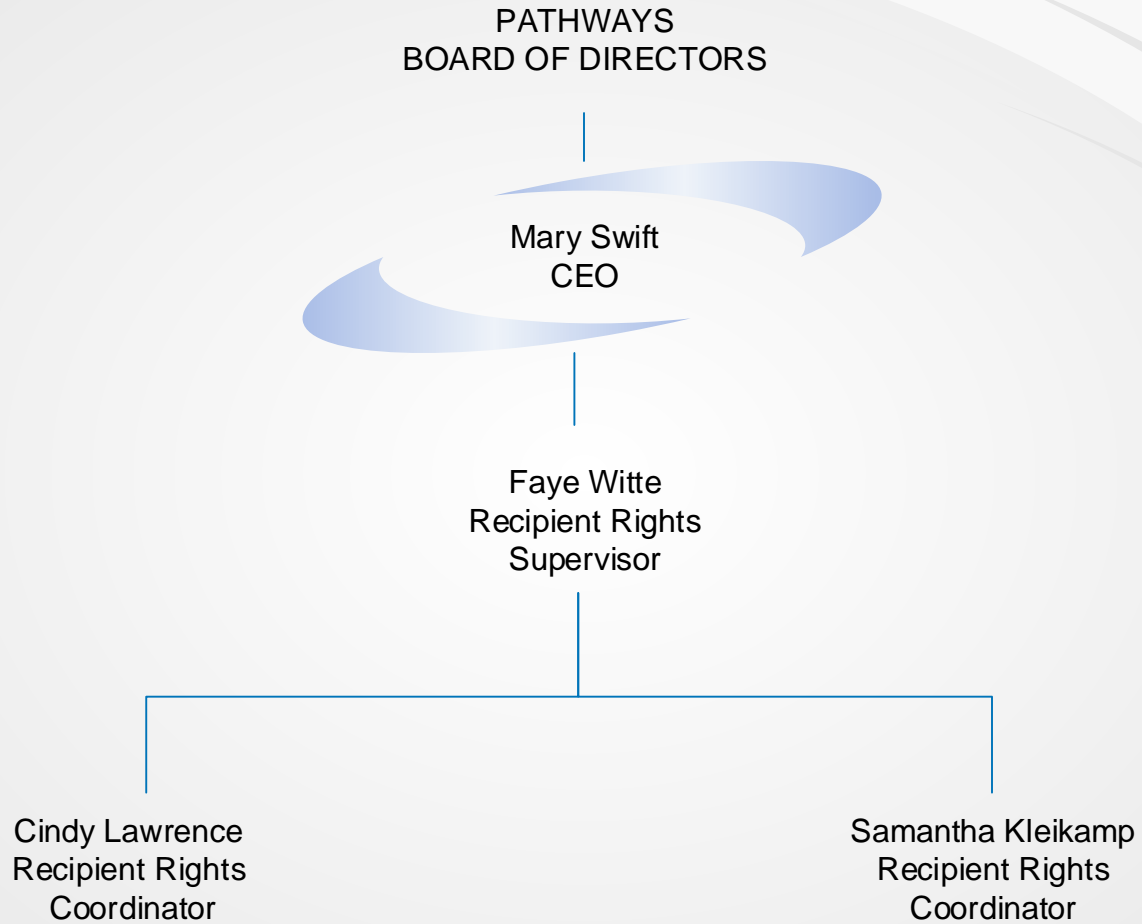 PATHWAYS
BOARD OF DIRECTORS
Mary Swift
CEO
Faye Witte
Recipient Rights
Supervisor
Cindy Lawrence
Recipient Rights
Coordinator
Samantha Kleikamp
Recipient Rights
Coordinator